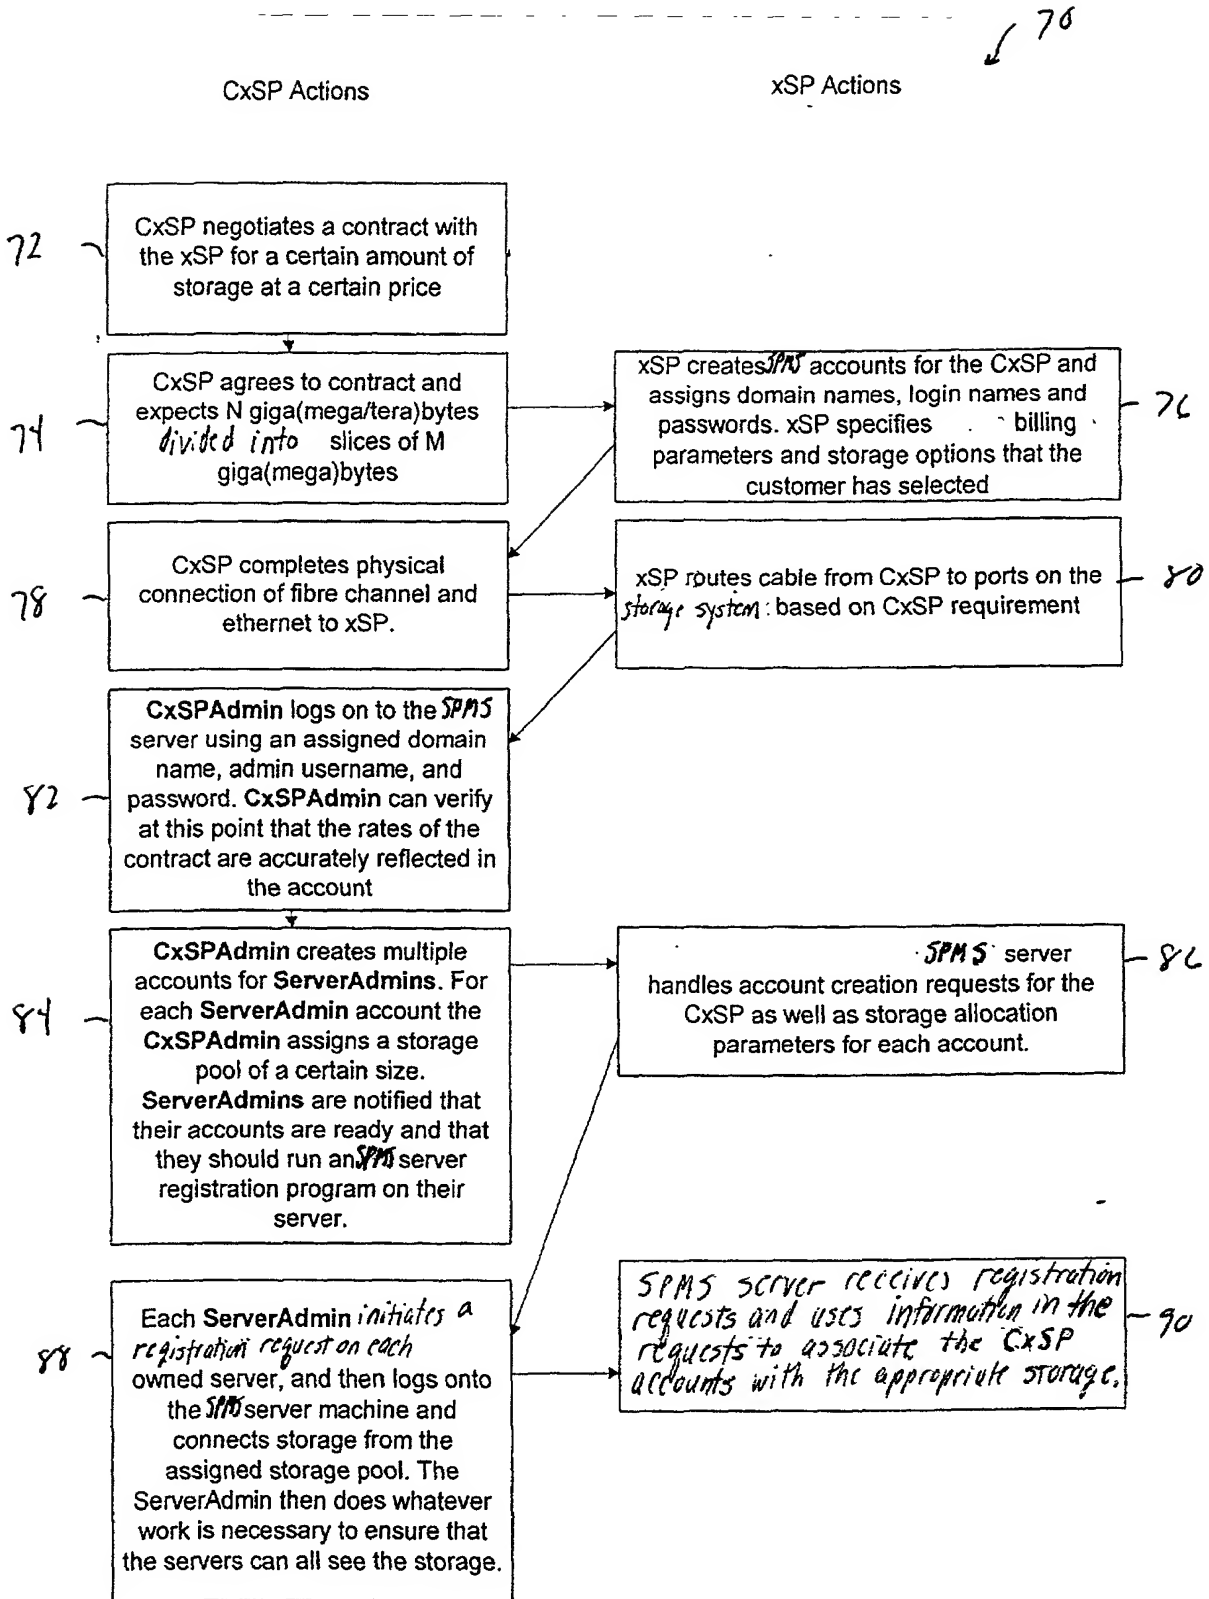 70
CxSP Actions
xSP Actions
72
CxSP negotiates a contract with
the xSP for a certain amount of
storage at a certain price
74
CxSP agrees to contract and
expects N giga(mega/tera)bytes
divided into slices of M
giga(mega)bytes
xSP creates SPMS accounts for the CxSP and
assigns domain names, login names and
passwords. xSP specifies billing
parameters and storage options that the
customer has selected
76
78
CxSP completes physical
connection of fibre channel and
ethernet to xSP.
xSP routes cable from CxSP to ports on the
storage system: based on CxSP requirement
80
82
CxSPAdmin logs on to the SPMS
server using an assigned domain
name, admin username, and
password. CxSPAdmin can verify
at this point that the rates of the
contract are accurately reflected in
the account
84
CxSPAdmin creates multiple
accounts for ServerAdmins. For
each ServerAdmin account the
CxSPAdmin assigns a storage
pool of a certain size.
ServerAdmins are notified that
their accounts are ready and that
they should run an SPMS server
registration program on their
server.
SPMS server
handles account creation requests for the
CxSP as well as storage allocation
parameters for each account.
86
88
Each ServerAdmin initiates a
registration request on each
owned server, and then logs onto
the SPMS server machine and
connects storage from the
assigned storage pool. The
ServerAdmin then does whatever
work is necessary to ensure that
the servers can all see the storage.
SPMS server receives registration
requests and uses information in the
requests to associate the CxSP
accounts with the appropriate storage.
90